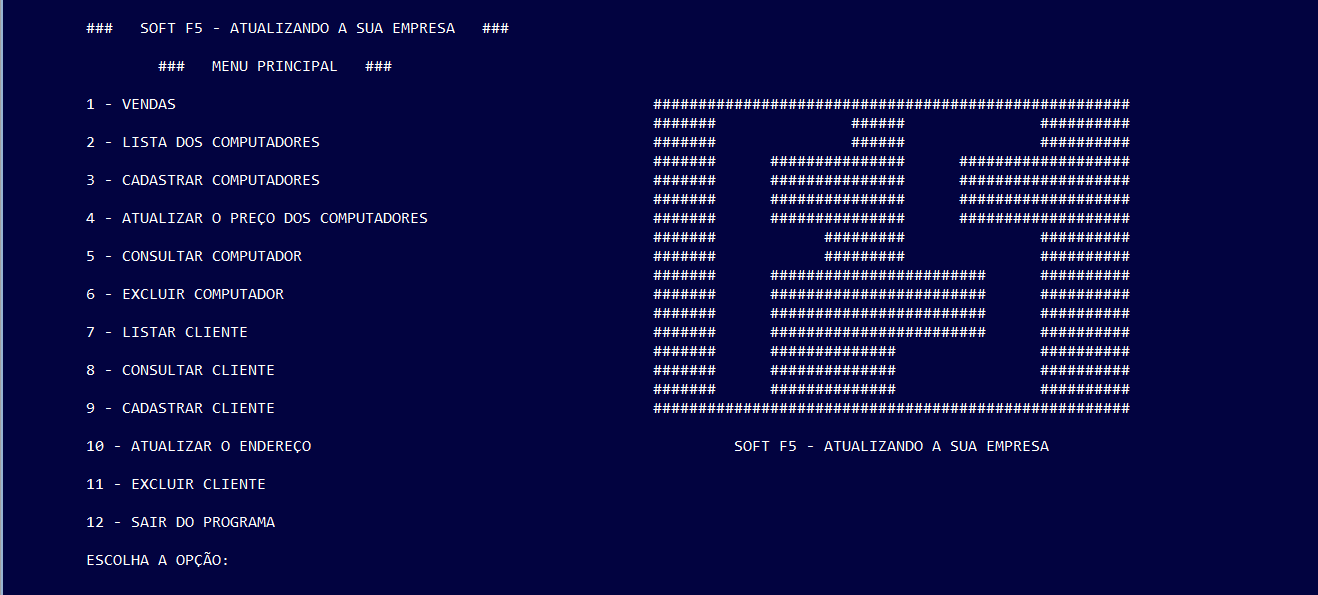 ### SOFT F5 - ATUALIZANDO A SUA EMPRESA ###
### MENU PRINCIPAL ###
1 - VENDAS
2 - LISTA DOS COMPUTADORES
3 - CADASTRAR COMPUTADORES
4 - ATUALIZAR O PREÇO DOS COMPUTADORES
5 - CONSULTAR COMPUTADOR
6 - EXCLUIR COMPUTADOR
7 - LISTAR CLIENTE
8 - CONSULTAR CLIENTE
9 - CADASTRAR CLIENTE
10 - ATUALIZAR O ENDEREÇO
11 - EXCLUIR CLIENTE
12 - SAIR DO PROGRAMA
ESCOLHA A OPÇÃO:
F5
SOFT F5 - ATUALIZANDO A SUA EMPRESA